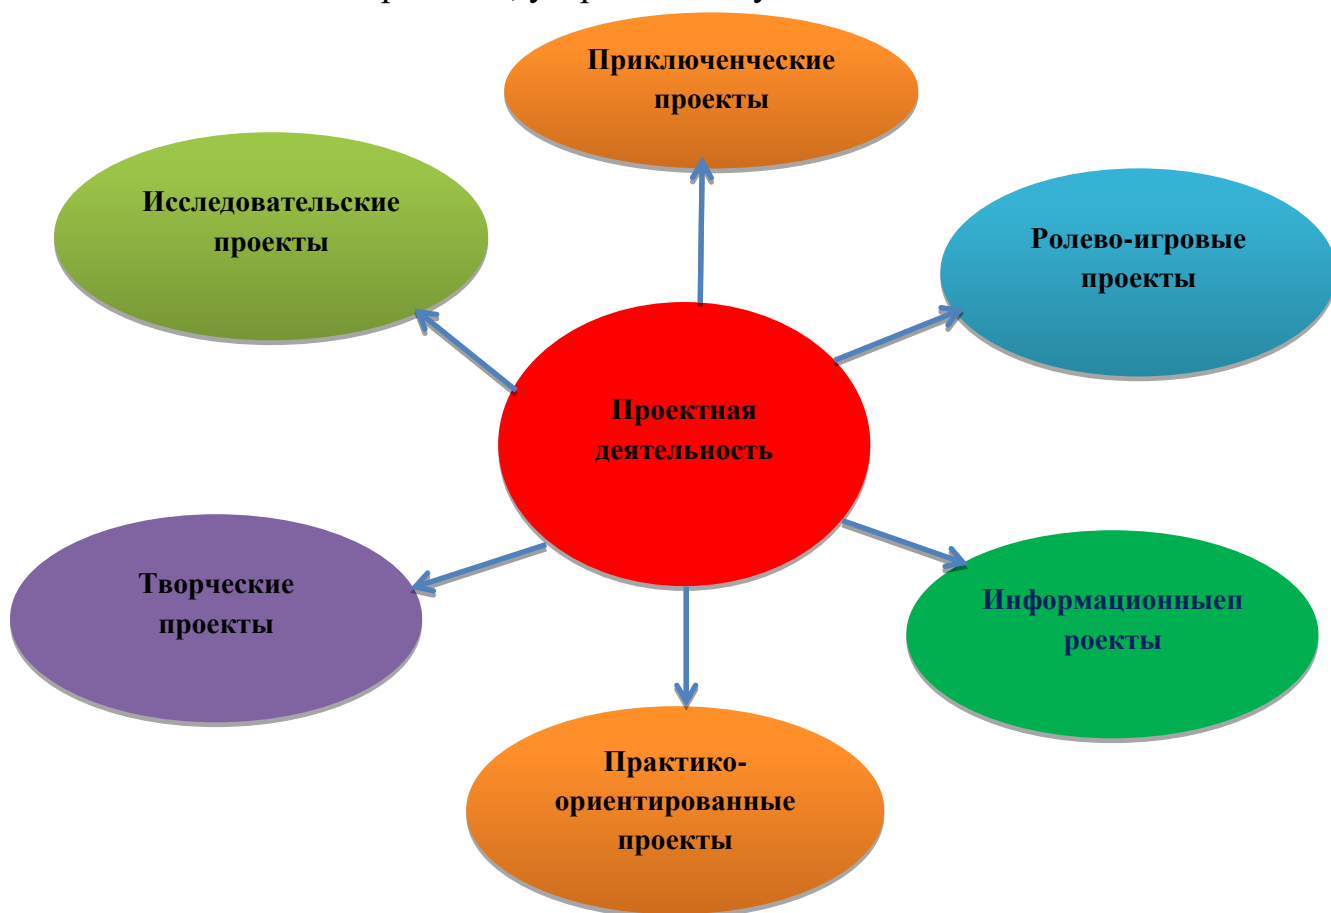 Приключенческие
проекты
Исследовательские
проекты
Ролево-игровые
проекты
Проектная
деятельность
Творческие
проекты
Информационныеп
роекты
Практико-
ориентированные
проекты